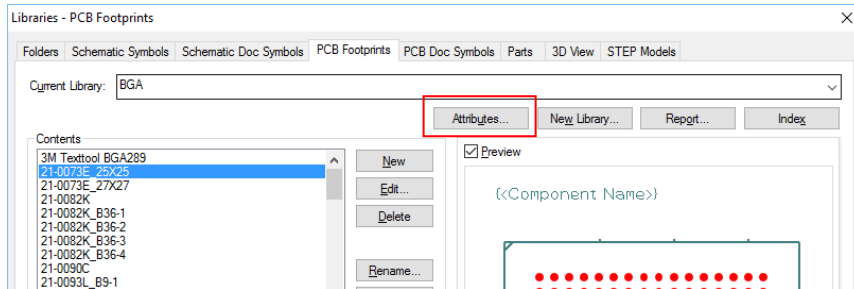 Libraries - PCB Footprints
Folders Schematic Symbols Schematic Doc Symbols PCB Footprints PCB Doc Symbols Parts 3D View STEP Models
Current Library: BGA
Attributes... New Library... Report... Index
Contents
Preview
3M Texttool BGA289
21-0073E_25X25
21-0073E_27X27
21-0082K
21-0082K_B36-1
21-0082K_B36-2
21-0082K_B36-3
21-0082K_B36-4
21-0090C
21-0093L_B9-1
New
Edit...
Delete
Rename...
{<Component Name>}